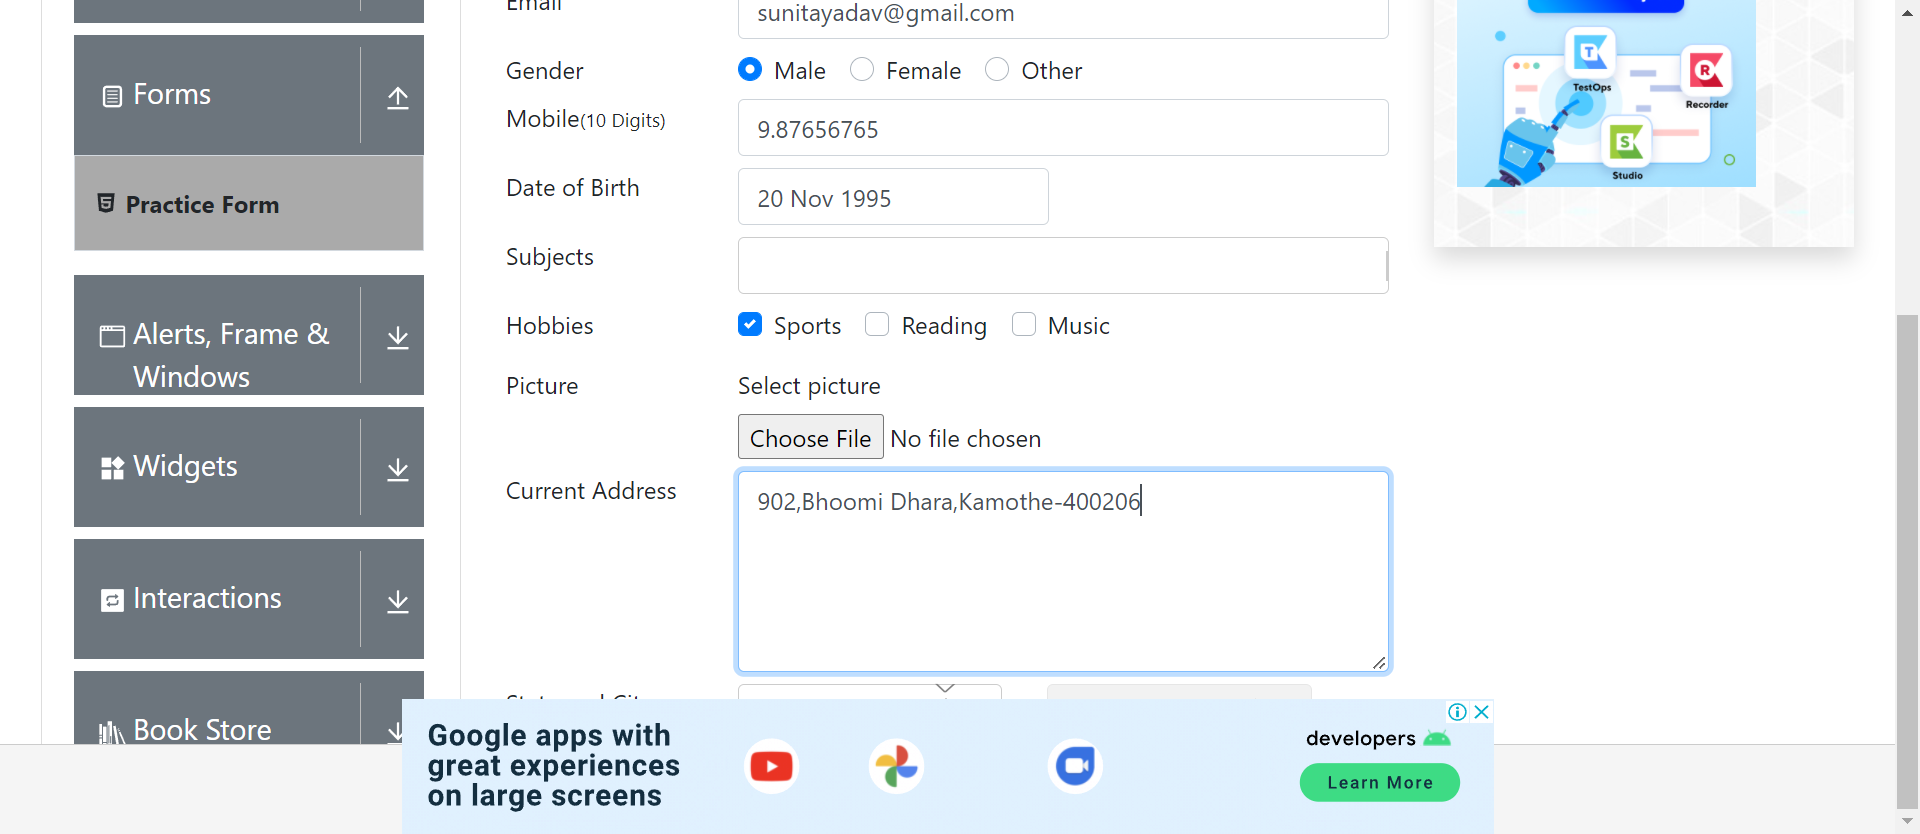 Email
sunitayadav@gmail.com
Gender
Male
Female
Other
Mobile(10 Digits)
9.87656765
Date of Birth
20 Nov 1995
Subjects
Hobbies
Sports
Reading
Music
Picture
Select picture
Choose File
No file chosen
Current Address
902,Bhoomi Dhara,Kamothe-400206
State and City
Forms
Practice Form
Alerts, Frame &
Windows
Widgets
Interactions
Book Store
TestOps
Recorder
Studio
Google apps with
great experiences
on large screens
developers
Learn More